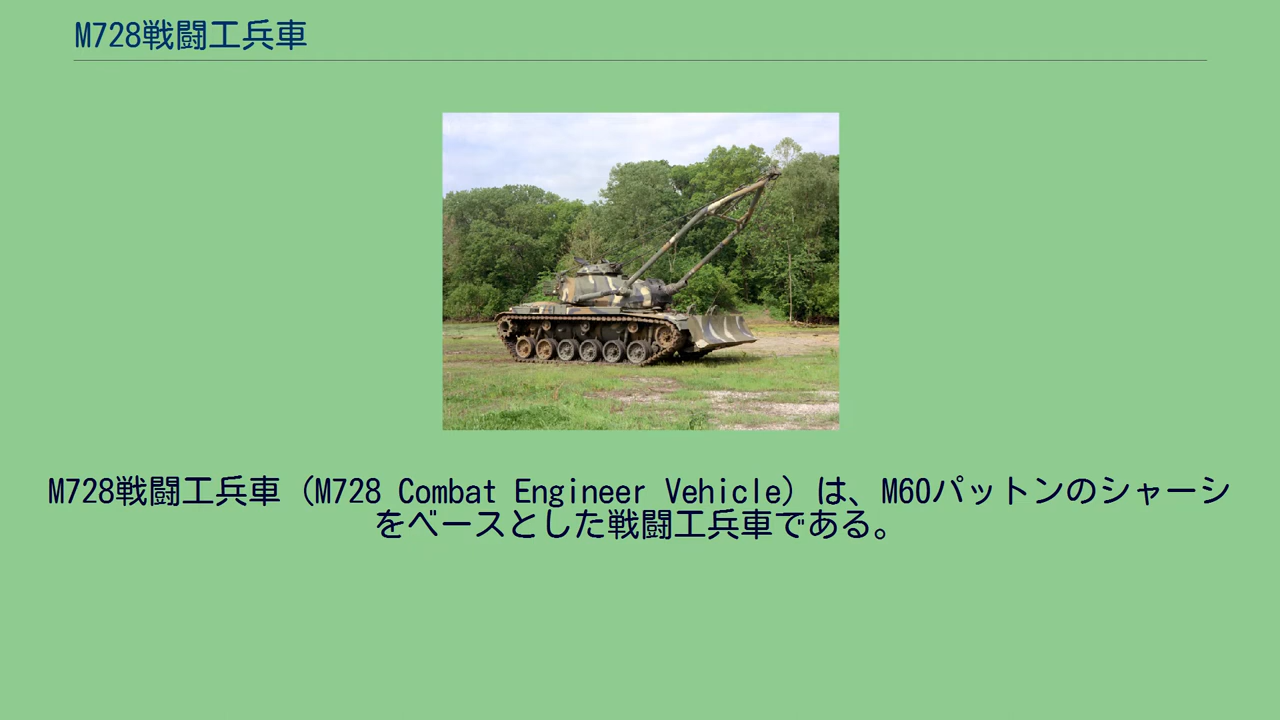 M728戦闘工兵車
M728戦闘工兵車（M728 Combat Engineer Vehicle）は、M60パットンのシャーシ
をベースとした戦闘工兵車である。